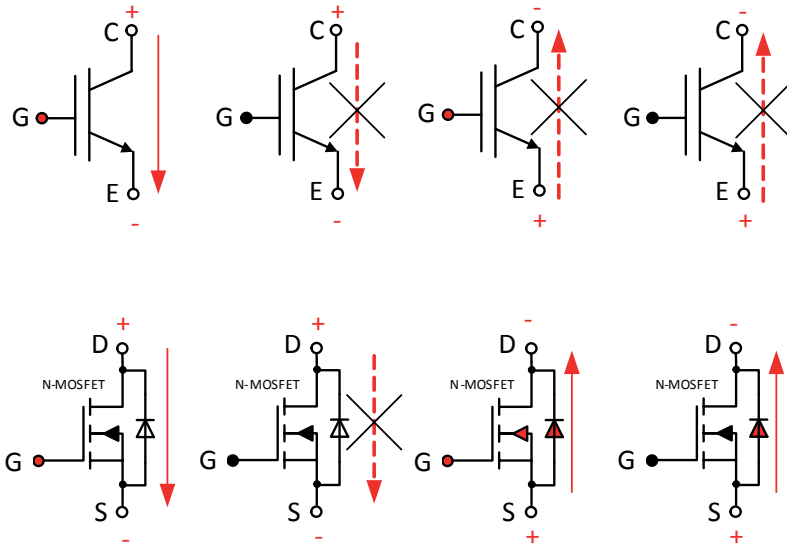 + + - -
C C C C
G G G G
E E E E
- - + +
+ + - -
D D D D
N-MOSFET N-MOSFET N-MOSFET N-MOSFET
G G G G
S S S S
- - + +